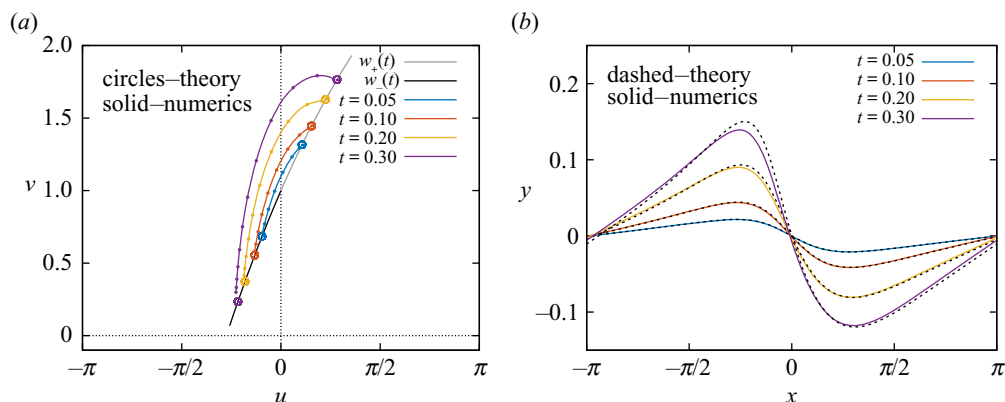 (a)
2.0
1.5
v
1.0
0.5
0
circles–theory
solid–numerics
w+(t)
w−(t)
t = 0.05
t = 0.10
t = 0.20
t = 0.30
−π
−π/2
0
π/2
π
u
(b)
0.2
0.1
y
0
−0.1
dashed–theory
solid–numerics
t = 0.05
t = 0.10
t = 0.20
t = 0.30
−π
−π/2
0
π/2
π
x